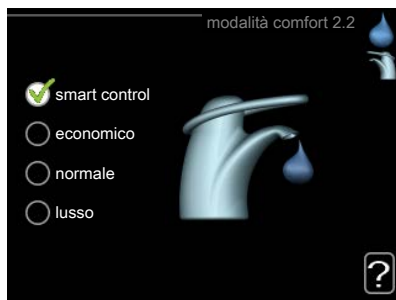 modalità comfort 2.2
smart control
economico
normale
lusso
?